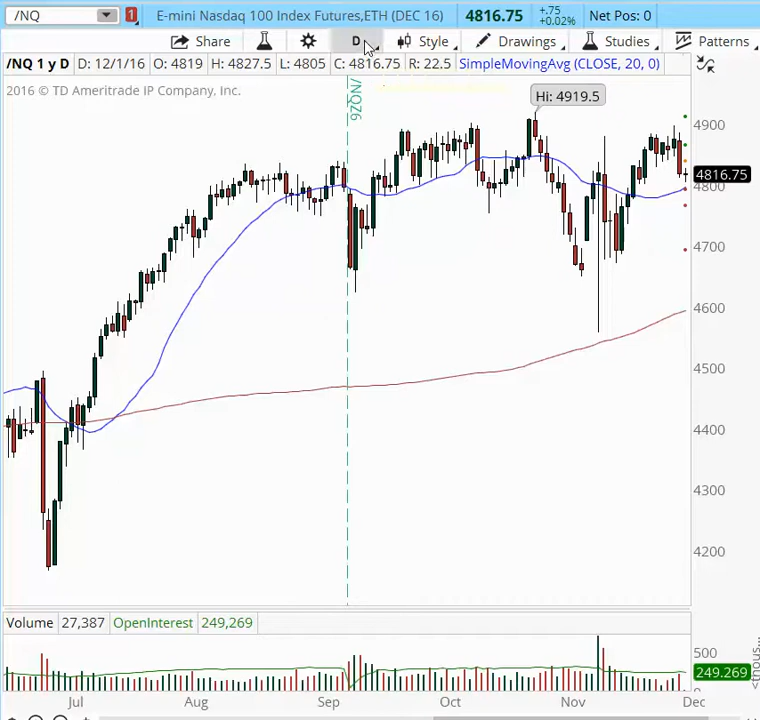 /NQ 1 E-mini Nasdaq 100 Index Futures,ETH (DEC 16) 4816.75 +.75 +0.02% Net Pos: 0
Share D Style Drawings Studies Patterns
/NQ 1 y D D: 12/1/16 O: 4819 H: 4827.5 L: 4805 C: 4816.75 R: 22.5 SimpleMovingAvg (CLOSE, 20, 0)
2016 © TD Ameritrade IP Company, Inc.
/NQZ6
Hi: 4919.5
4900
4816.75
4800
4700
4600
4500
4400
4300
4200
Volume 27,387 OpenInterest 249,269
500
249.269
0
<thous...
Jul Aug Sep Oct Nov Dec